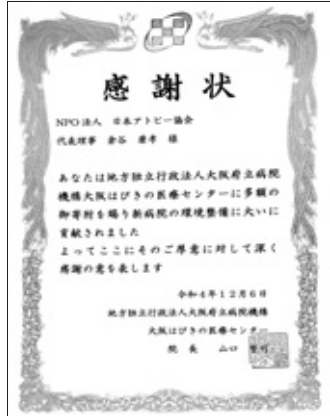 感謝状
NPO法人 日本アトピー協会
代表理事 倉谷 康孝 様
あなたは地方独立行政法人大阪府立病院
機構大阪はびきの医療センターに多額の
御寄附を賜り新病院の環境整備に大いに
貢献されました
よってここにそのご厚意に対して深く
感謝の意を表します
令和4年12月6日
地方独立行政法人大阪府立病院機構
大阪はびきの医療センター
院長 山口